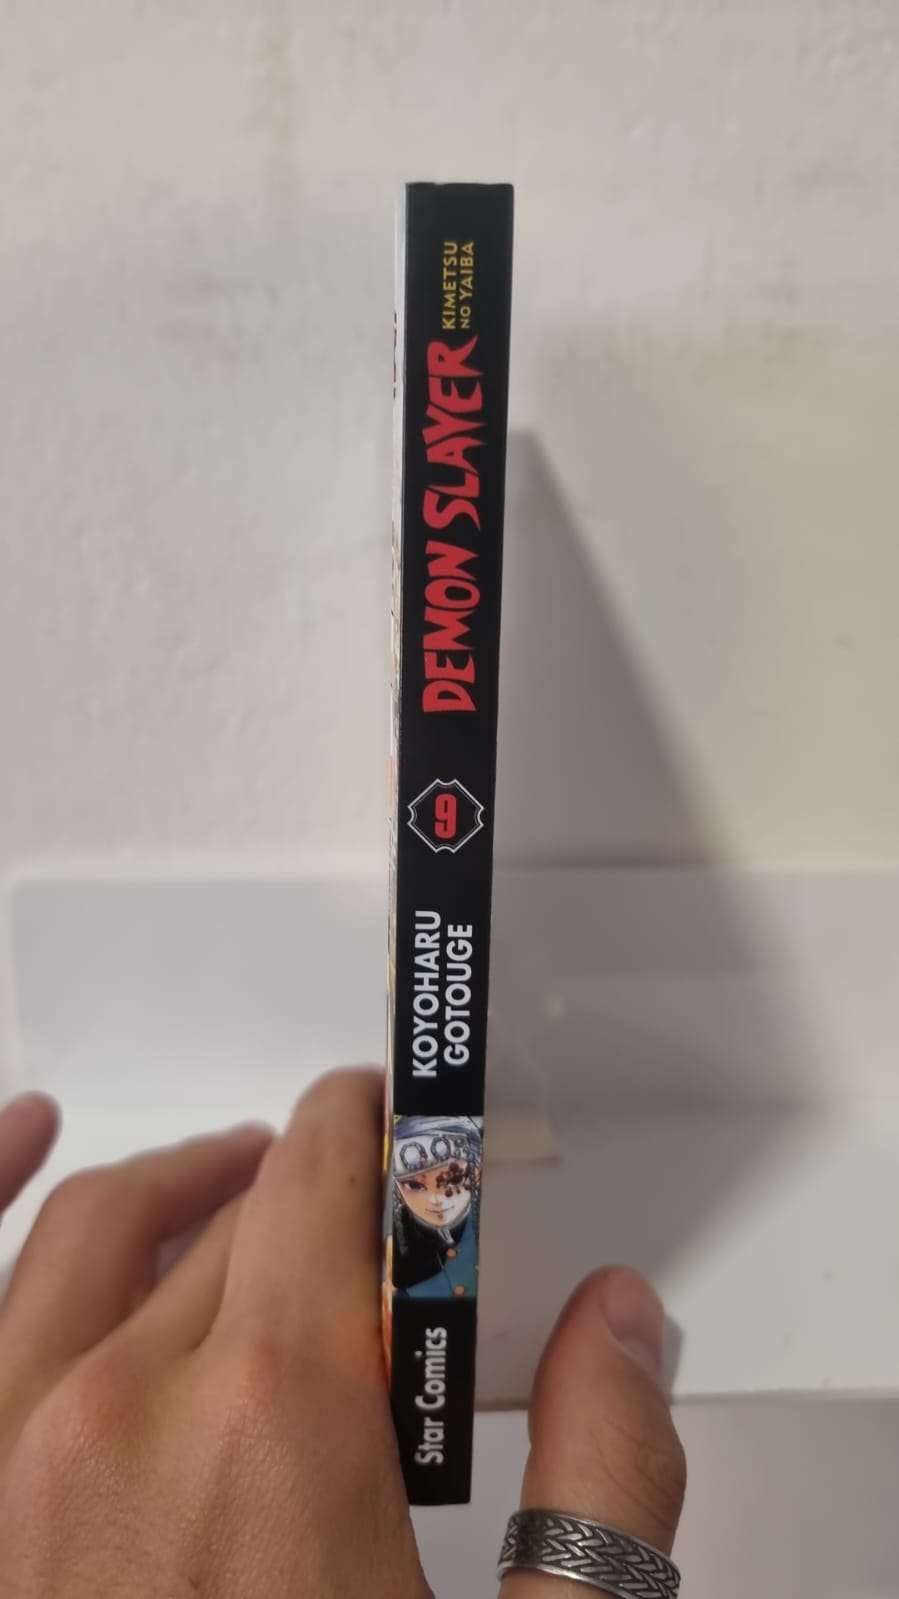 DEMON SLAYER
KIMETSU
NO YAIBA
9
KOYOHARU
GOTOUGE
Star Comics